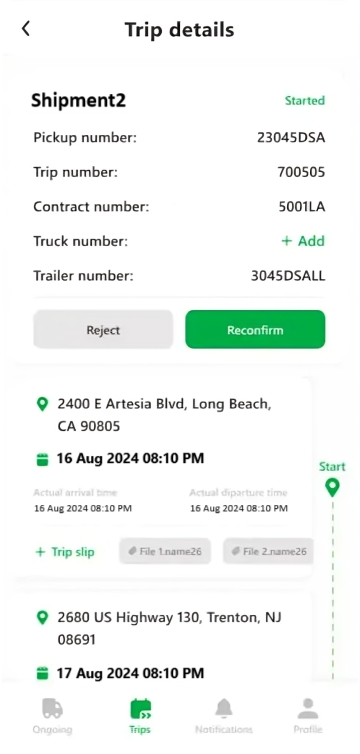 Trip details
Shipment2 Started
Pickup number: 23045DSA
Trip number: 700505
Contract number: 5001LA
Truck number: + Add
Trailer number: 3045DSALL
Reject Reconfirm
2400 E Artesia Blvd, Long Beach,
CA 90805
16 Aug 2024 08:10 PM
Start
Actual arrival time Actual diparture time
16 Aug 2024 08:10 PM 16 Aug 2024 08:10 PM
+ Trip slip File 1.name26 File 2.name26
2680 US Highway 130, Trenton, NJ
08691
17 Aug 2024 08:10 PM
Ongoing Trips Notifications Profile